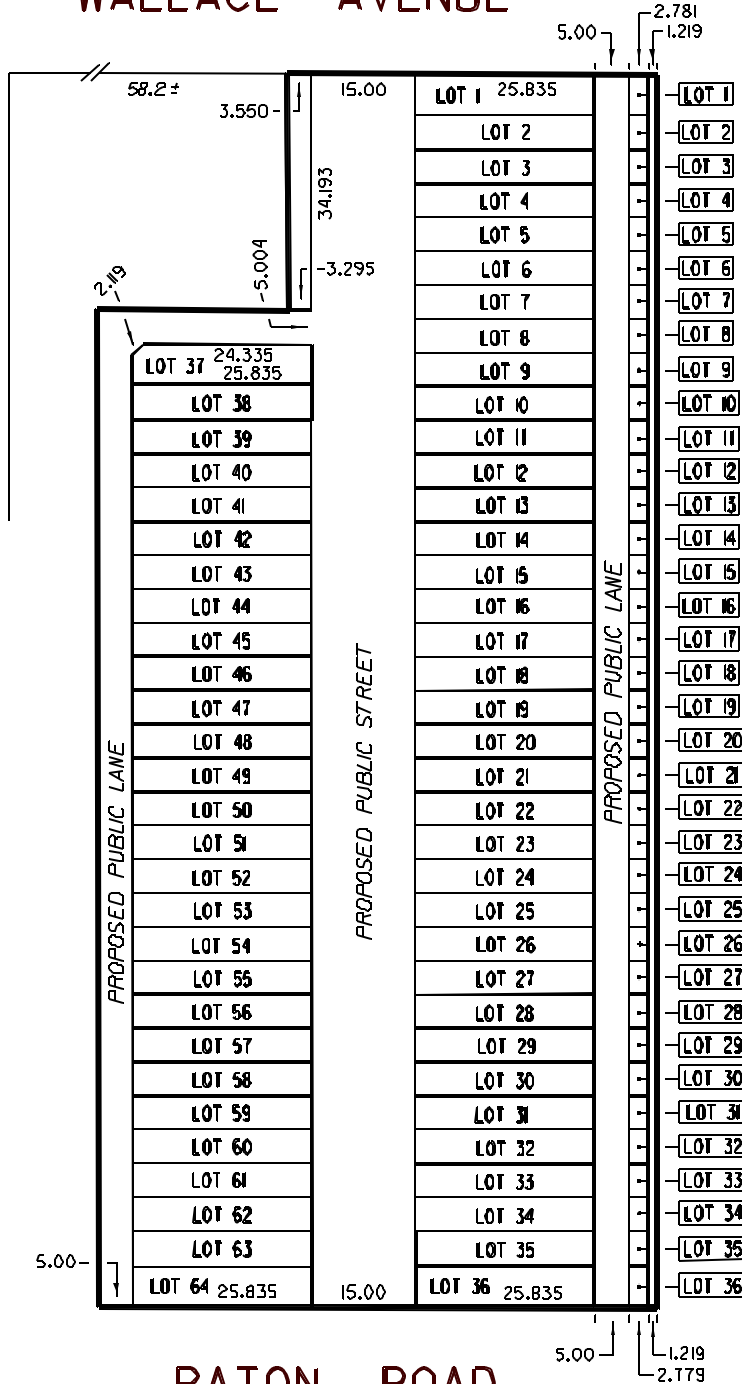 WALLACE AVENUE
2.781
5.00
1.219
58.2±
3.550
15.00
LOT 1 25.835
LOT 1
LOT 2
LOT 2
LOT 3
LOT 3
34.193
LOT 4
LOT 4
LOT 5
LOT 5
5.004
3.295
LOT 6
LOT 6
2.119
LOT 7
LOT 7
LOT 8
LOT 8
LOT 37 24.335
25.835
LOT 9
LOT 9
LOT 38
LOT 10
LOT 10
LOT 39
LOT 11
LOT 11
LOT 40
LOT 12
LOT 12
LOT 41
LOT 13
LOT 13
LOT 42
LOT 14
LOT 14
LOT 43
LOT 15
LOT 15
LOT 44
LOT 16
LOT 16
LOT 45
LOT 17
LOT 17
LOT 46
LOT 18
LOT 18
LOT 47
LOT 19
LOT 19
LOT 48
LOT 20
LOT 20
LOT 49
LOT 21
LOT 21
LOT 50
LOT 22
LOT 22
LOT 51
LOT 23
LOT 23
LOT 52
LOT 24
LOT 24
LOT 53
LOT 25
LOT 25
LOT 54
LOT 26
LOT 26
LOT 55
LOT 27
LOT 27
LOT 56
LOT 28
LOT 28
LOT 57
LOT 29
LOT 29
LOT 58
LOT 30
LOT 30
LOT 59
LOT 31
LOT 31
LOT 60
LOT 32
LOT 32
LOT 61
LOT 33
LOT 33
LOT 62
LOT 34
LOT 34
LOT 63
LOT 35
LOT 35
5.00
LOT 64 25.835
15.00
LOT 36 25.835
LOT 36
PROPOSED PUBLIC LANE
PROPOSED PUBLIC STREET
PROPOSED PUBLIC LANE
5.00
1.219
2.779
PATON ROAD